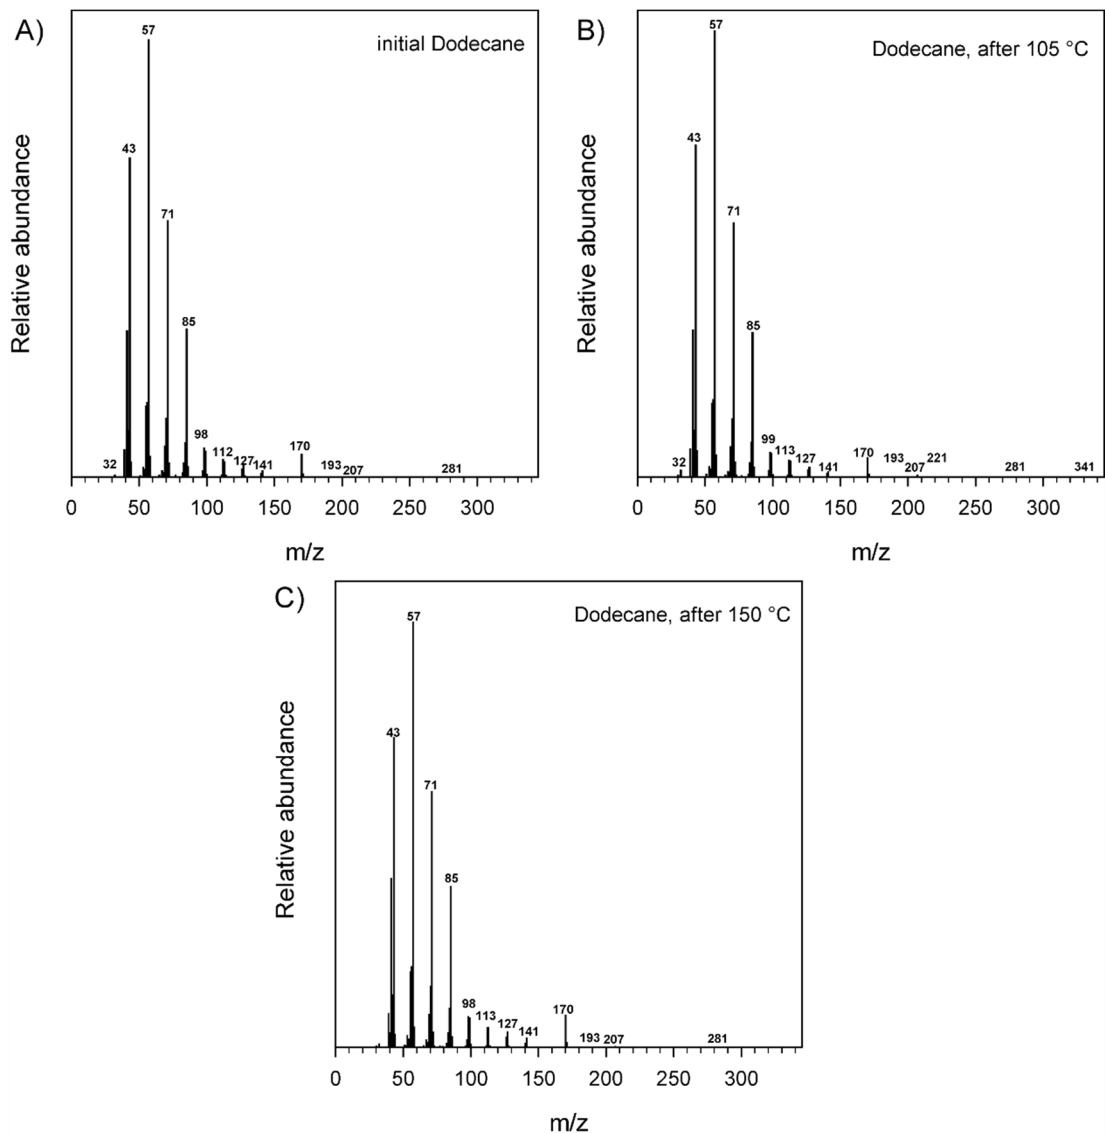 A)
initial Dodecane
57
43
71
85
32
98
112
127
141
170
193
207
281
Relative abundance
0 50 100 150 200 250 300
m/z
B)
Dodecane, after 105 °C
57
43
71
85
32
99
113
127
141
170
193
207
221
281
341
Relative abundance
0 50 100 150 200 250 300
m/z
C)
Dodecane, after 150 °C
57
43
71
85
98
113
127
141
170
193
207
281
Relative abundance
0 50 100 150 200 250 300
m/z